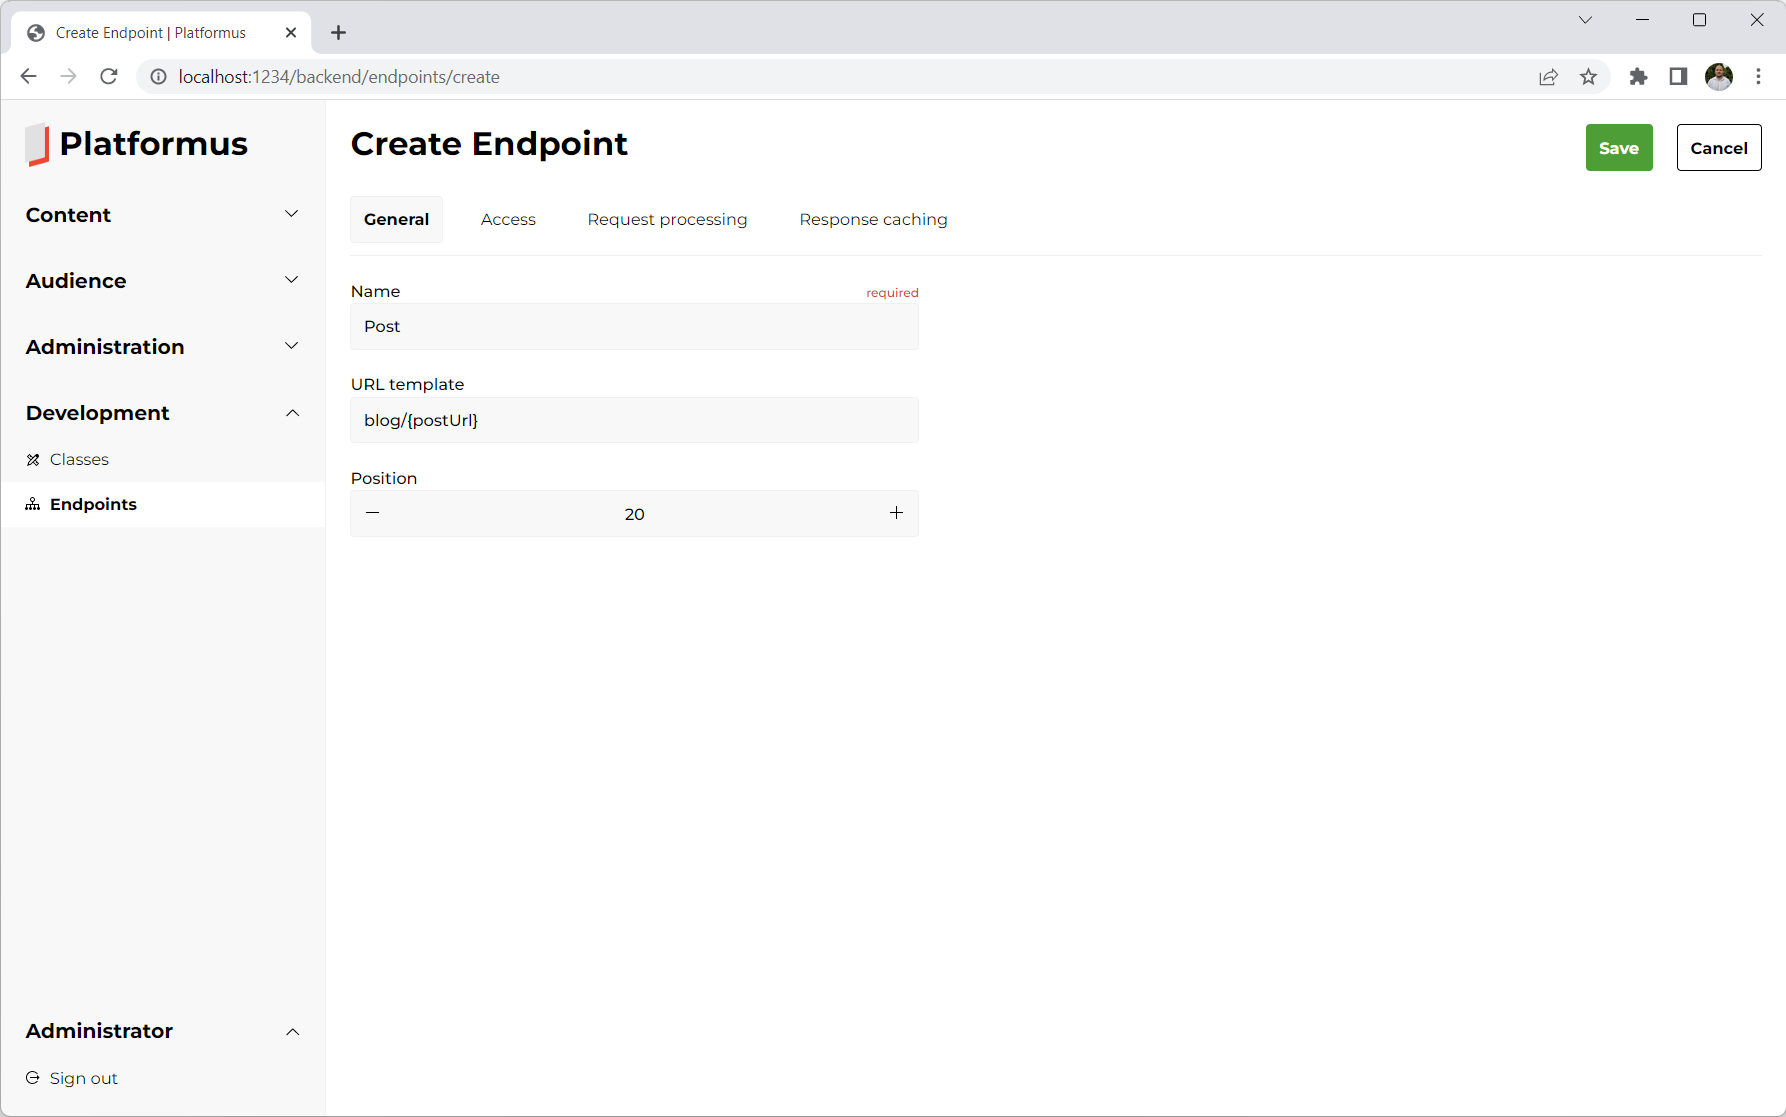 Create Endpoint | Platformus
localhost:1234/backend/endpoints/create
Platformus
Content
Audience
Administration
Development
Classes
Endpoints
Administrator
Sign out
Create Endpoint
Save
Cancel
General
Access
Request processing
Response caching
Name
required
Post
URL template
blog/{postUrl}
Position
20